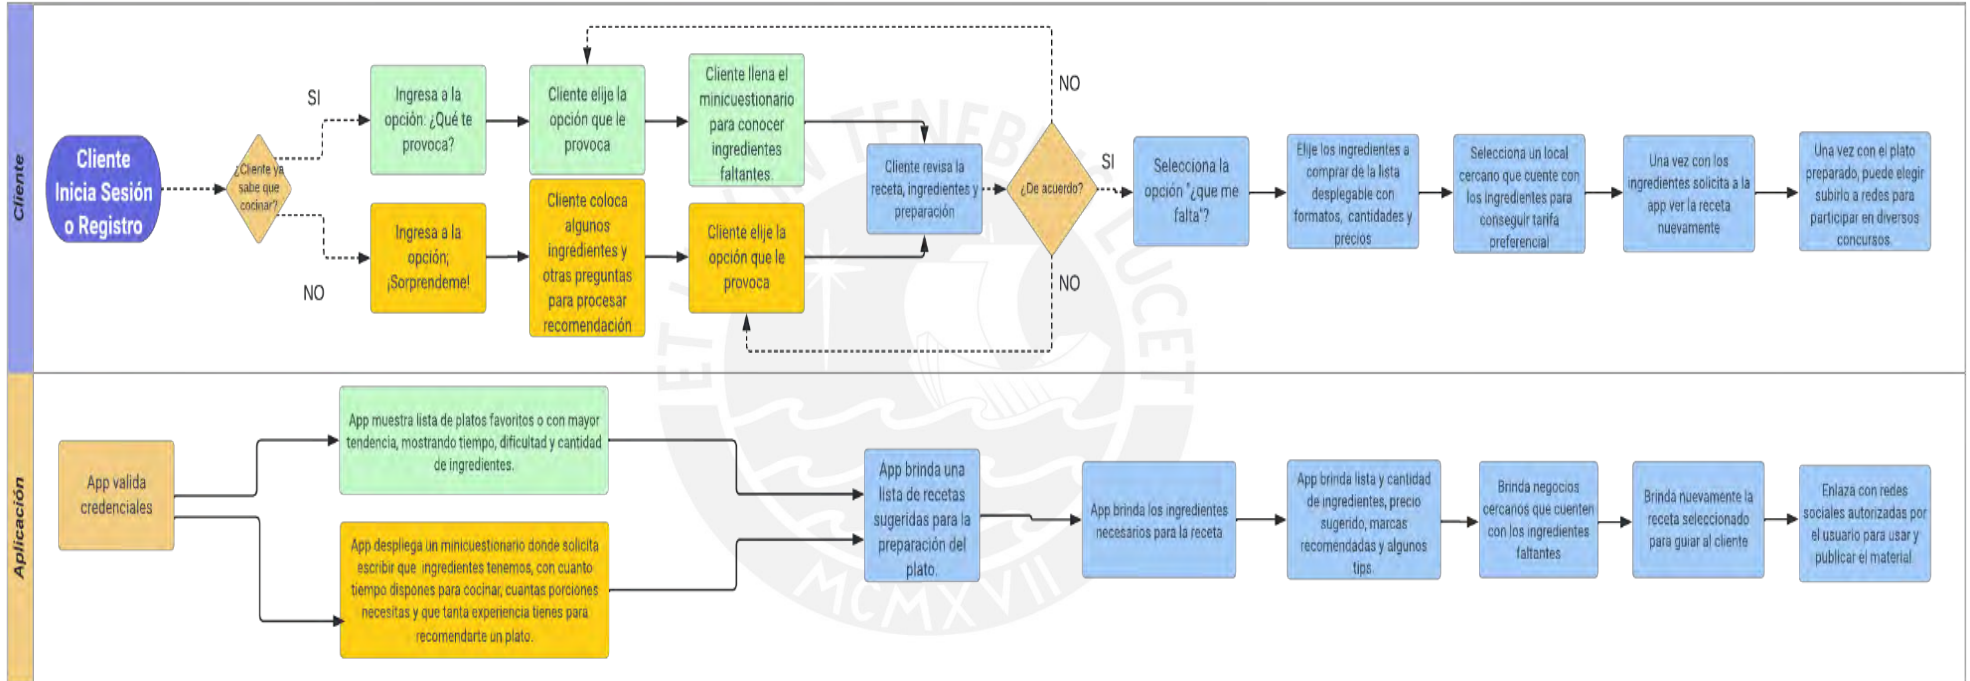 Cliente
Cliente
Inicia Sesión
o Registro
¿Cliente ya
sabe que
cocinar?
SI
NO
Ingresa a la
opción: ¿Qué te
provoca?
Cliente elije la
opción que le
provoca
Cliente llena el
minicuestionario
para conocer
ingredientes
faltantes.
Ingresa a la
opción;
¡Sorprendeme!
Cliente coloca
algunos
ingredientes y
otras preguntas
para procesar
recomendación
Cliente elije la
opción que le
provoca
Cliente revisa la
receta, ingredientes y
preparación
¿De acuerdo?
NO
SI
NO
Selecciona la
opción "¿que me
falta"?
Elije los ingredientes a
comprar de la lista
desplegable con
formatos, cantidades y
precios
Selecciona un local
cercano que cuente con
los ingredientes para
conseguir tarifa
preferencial
Una vez con los
ingredientes solicita a la
app ver la receta
nuevamente
Una vez con el plato
preparado, puede elegir
subirlo a redes para
participar en diversos
concursos.
Aplicación
App valida
credenciales
App muestra lista de platos favoritos o con mayor
tendencia, mostrando tiempo, dificultad y cantidad
de ingredientes.
App despliega un minicuestionario donde solicita
escribir que ingredientes tenemos, con cuanto
tiempo dispones para cocinar, cuantas porciones
necesitas y que tanta experiencia tienes para
recomendarte un plato.
App brinda una
lista de recetas
sugeridas para la
preparación del
plato.
App brinda los ingredientes
necesarios para la receta
App brinda lista y cantidad
de ingredientes, precio
sugerido, marcas
recomendadas y algunos
tips.
Brinda negocios
cercanos que cuenten
con los ingredientes
faltantes
Brinda nuevamente la
receta seleccionado
para guiar al cliente
Enlaza con redes
sociales autorizadas por
el usuario para usar y
publicar el material.
MCMXVII